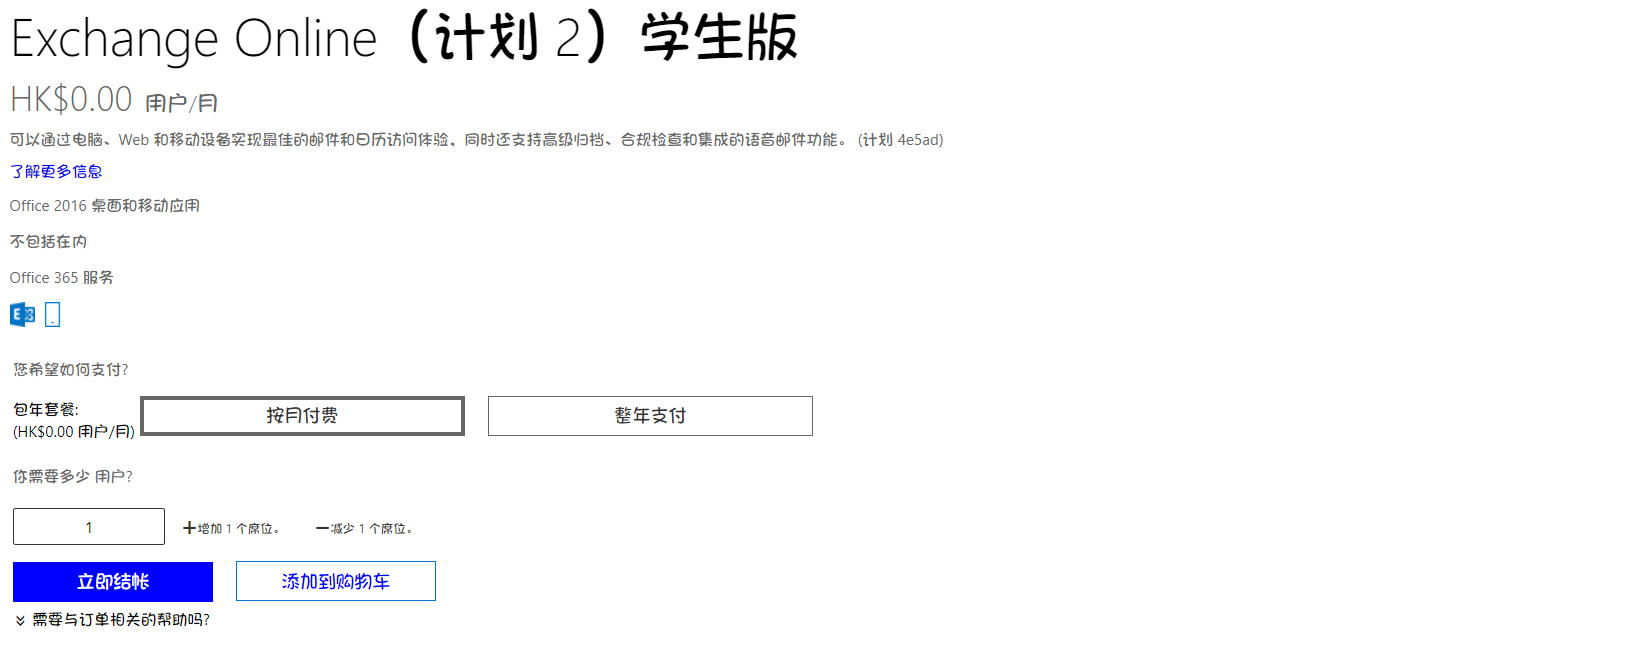 Exchange Online（计划 2）学生版
HK$0.00 用户/月
可以通过电脑、Web 和移动设备实现最佳的邮件和日历访问体验，同时还支持高级归档、合规检查和集成的语音邮件功能。 (计划 4e5ad)
了解更多信息
Office 2016 桌面和移动应用
不包括在内
Office 365 服务
您希望如何支付?
包年套餐:
(HK$0.00 用户/月)
按月付费
整年支付
你需要多少 用户?
1
增加 1 个席位。
减少 1 个席位。
立即结帐
添加到购物车
需要与订单相关的帮助吗?